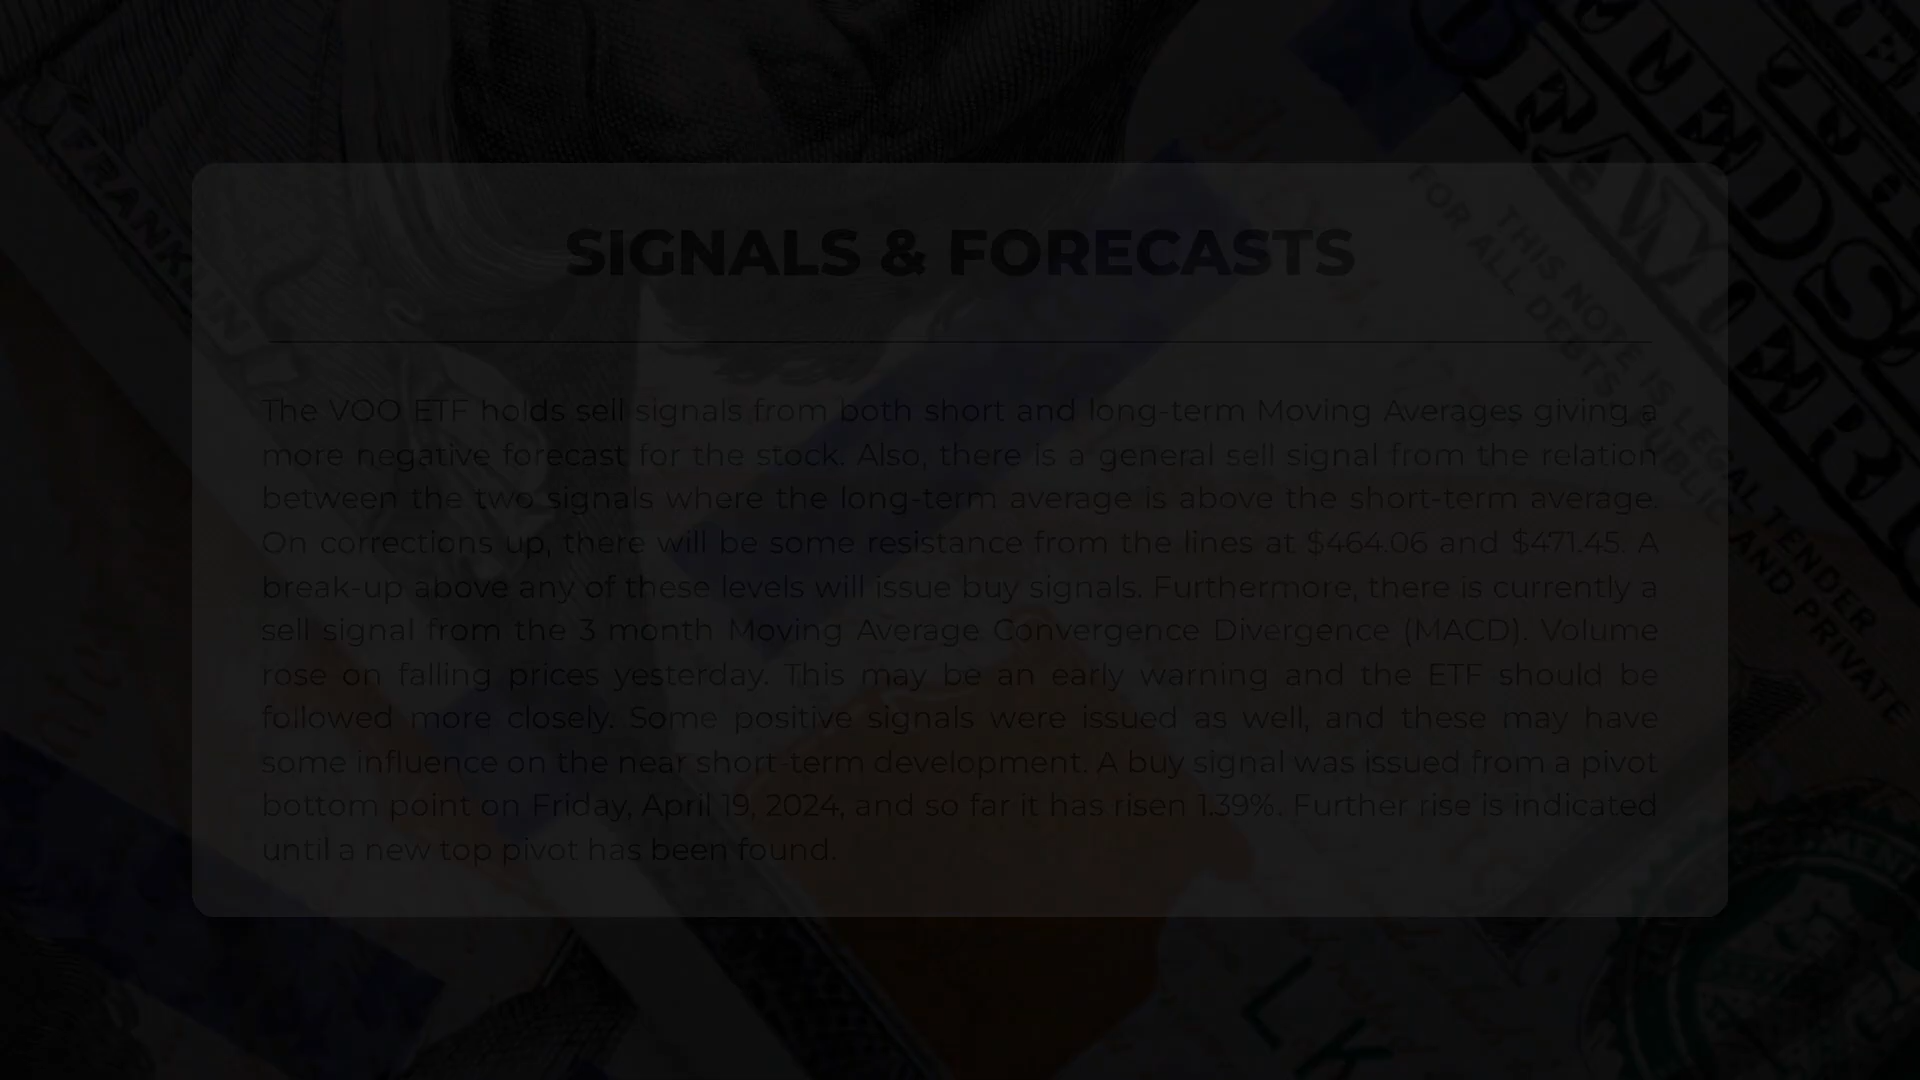 SIGNALS & FORECASTS
The VOO ETF holds sell signals from both short and long-term Moving Averages giving a
more negative forecast for the stock. Also, there is a general sell signal from the relation
between the two signals where the long-term average is above the short-term average.
On corrections up, there will be some resistance from the lines at $464.06 and $471.45. A
break-up above any of these levels will issue buy signals. Furthermore, there is currently a
sell signal from the 3 month Moving Average Convergence Divergence (MACD). Volume
rose on falling prices yesterday. This may be an early warning and the ETF should be
followed more closely. Some positive signals were issued as well, and these may have
some influence on the near short-term development. A buy signal was issued from a pivot
bottom point on Friday, April 19, 2024, and so far it has risen 1.39%. Further rise is indicated
until a new top pivot has been found.
FRANKLIN
THIS NOTE IS LEGAL TENDER
FOR ALL DEBTS, PUBLIC AND PRIVATE